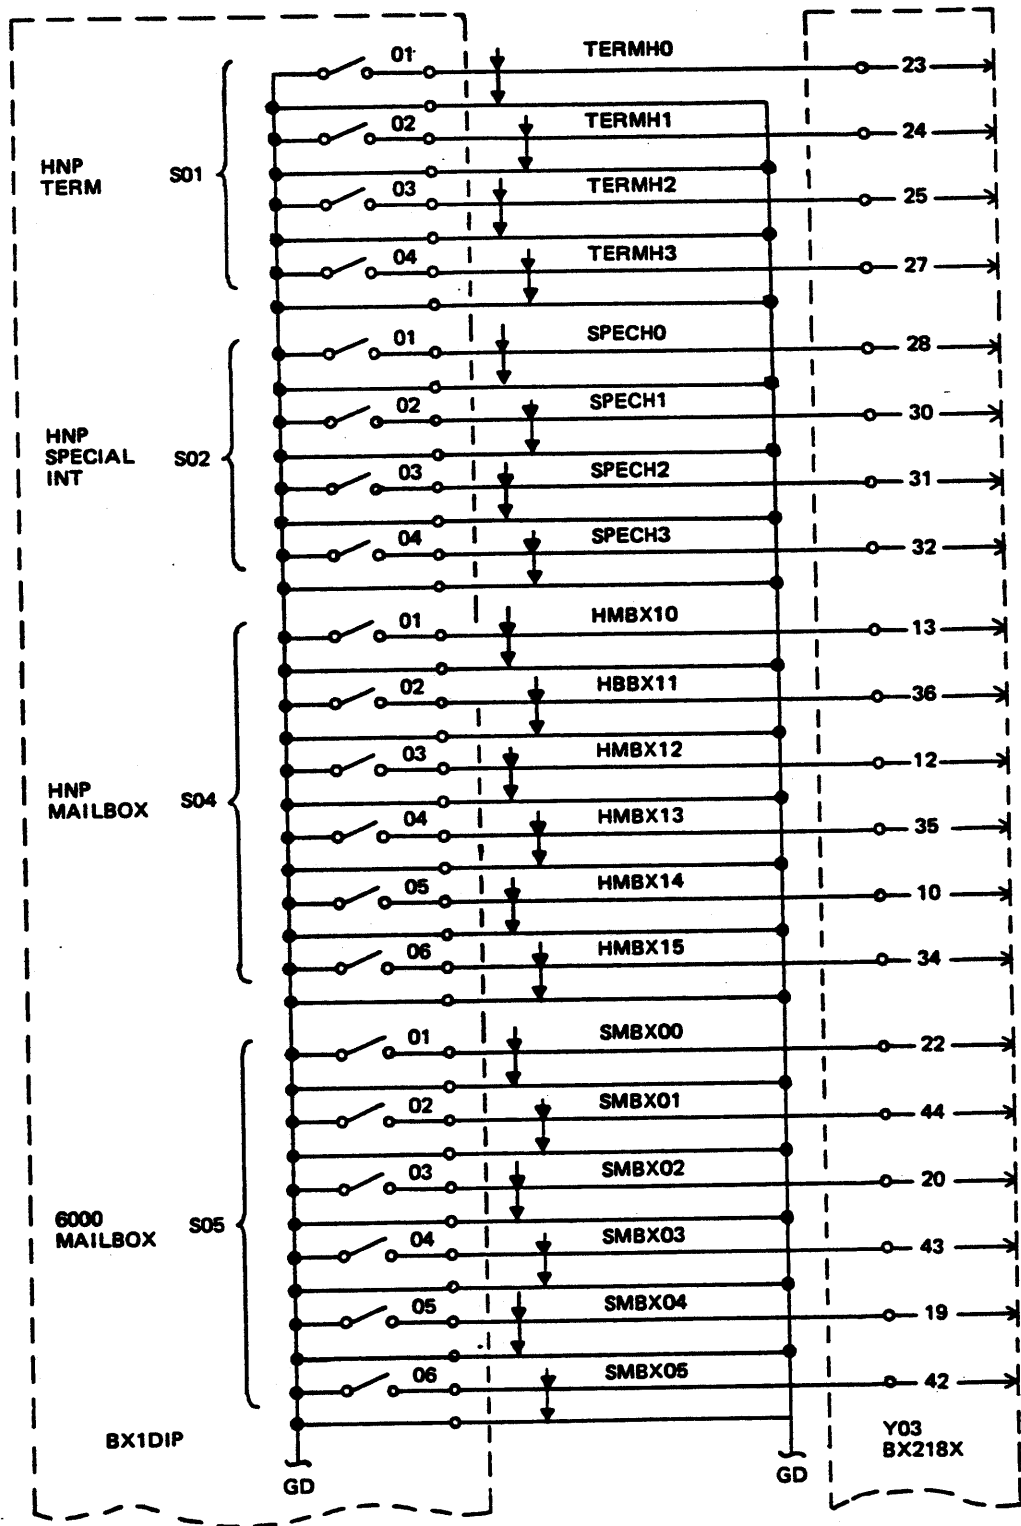 01 TERMH0 23
02 TERMH1 24
HNP
TERM
S01
03 TERMH2 25
04 TERMH3 27
01 SPECH0 28
02 SPECH1 30
HNP
SPECIAL
INT
S02
03 SPECH2 31
04 SPECH3 32
01 HMBX10 13
02 HBBX11 36
03 HMBX12 12
HNP
MAILBOX
S04
04 HMBX13 35
05 HMBX14 10
06 HMBX15 34
01 SMBX00 22
02 SMBX01 44
03 SMBX02 20
6000
MAILBOX
S05
04 SMBX03 43
05 SMBX04 19
06 SMBX05 42
BX1DIP
GD
GD
Y03
BX218X